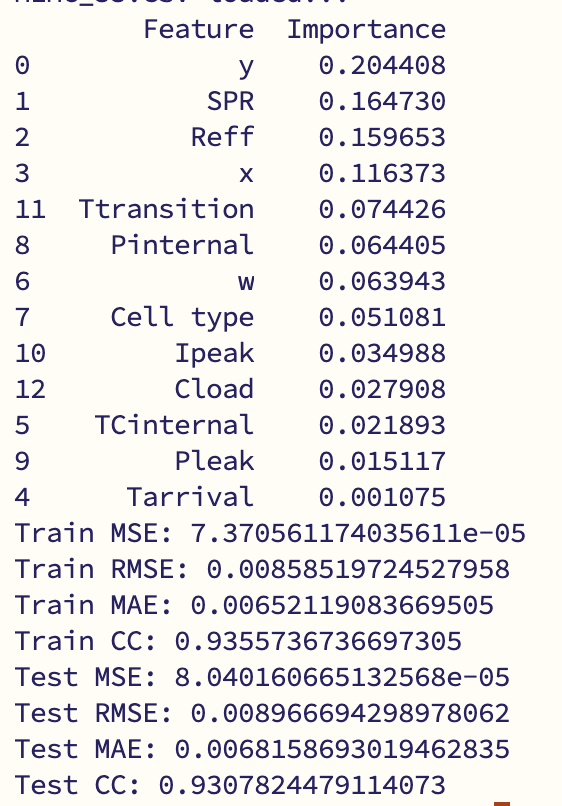 Feature Importance
0 y 0.204408
1 SPR 0.164730
2 Reff 0.159653
3 x 0.116373
11 Ttransition 0.074426
8 Pinternal 0.064405
6 w 0.063943
7 Cell type 0.051081
10 Ipeak 0.034988
12 Cload 0.027908
5 TCinternal 0.021893
9 Pleak 0.015117
4 Tarrival 0.001075
Train MSE: 7.370561174035611e-05
Train RMSE: 0.00858519724527958
Train MAE: 0.00652119083669505
Train CC: 0.9355736736697305
Test MSE: 8.040160665132568e-05
Test RMSE: 0.008966694298978062
Test MAE: 0.0068158693019462835
Test CC: 0.9307824479114073